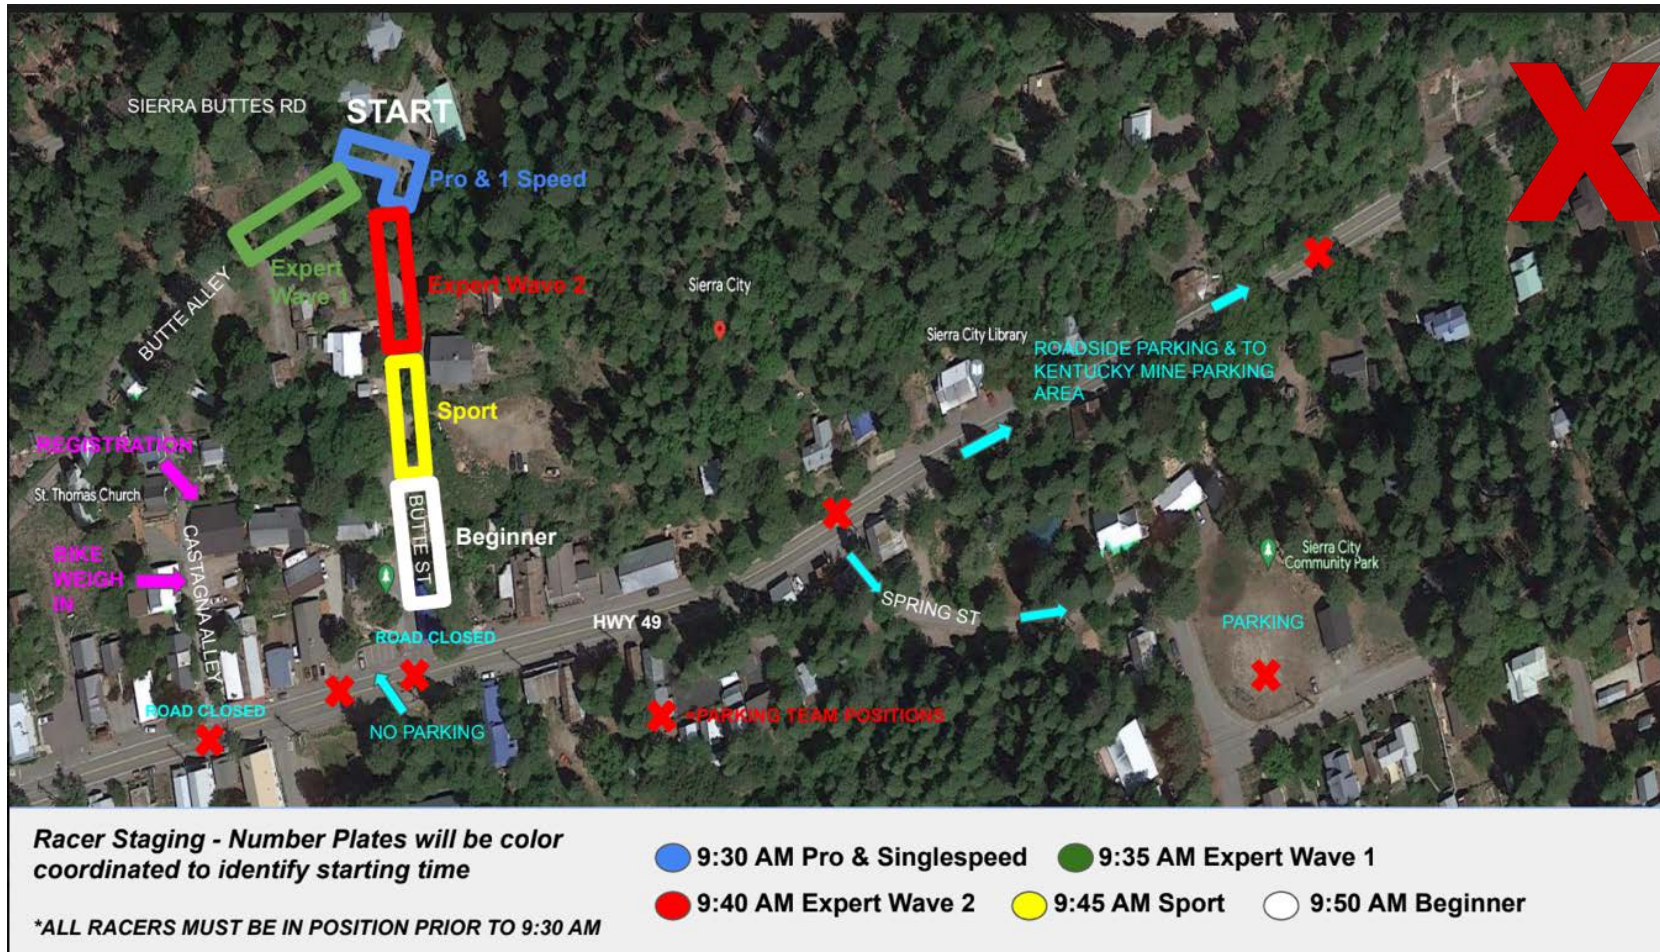 SIERRA BUTTES RD
START
Pro & 1 Speed
Expert
Wave 1
BUTTE ALLEY
Expert Wave 2
Sierra City
Sierra City Library
ROADSIDE PARKING & TO
KENTUCKY MINE PARKING
AREA
Sport
REGISTRATION
St. Thomas Church
BUTTE ST
Beginner
CASTAGNA ALLEY
BIKE
WEIGH
IN
Sierra City
Community Park
SPRING ST
HWY 49
PARKING
ROAD CLOSED
ROAD CLOSED
NO PARKING
=PARKING TEAM POSITIONS
X
Racer Staging - Number Plates will be color
coordinated to identify starting time
*ALL RACERS MUST BE IN POSITION PRIOR TO 9:30 AM
9:30 AM Pro & Singlespeed
9:35 AM Expert Wave 1
9:40 AM Expert Wave 2
9:45 AM Sport
9:50 AM Beginner